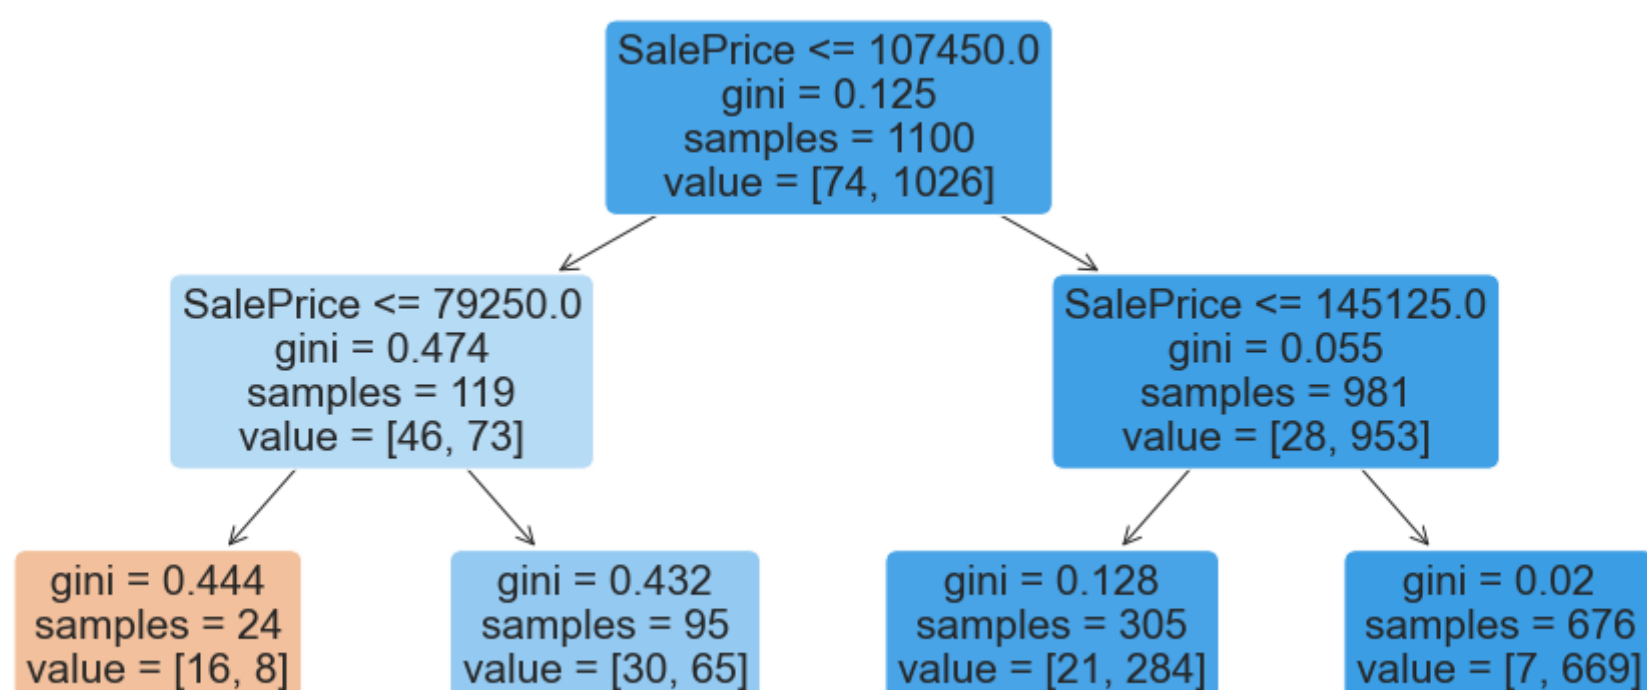 SalePrice <= 107450.0
gini = 0.125
samples = 1100
value = [74, 1026]
SalePrice <= 79250.0
gini = 0.474
samples = 119
value = [46, 73]
SalePrice <= 145125.0
gini = 0.055
samples = 981
value = [28, 953]
gini = 0.444
samples = 24
value = [16, 8]
gini = 0.432
samples = 95
value = [30, 65]
gini = 0.128
samples = 305
value = [21, 284]
gini = 0.02
samples = 676
value = [7, 669]